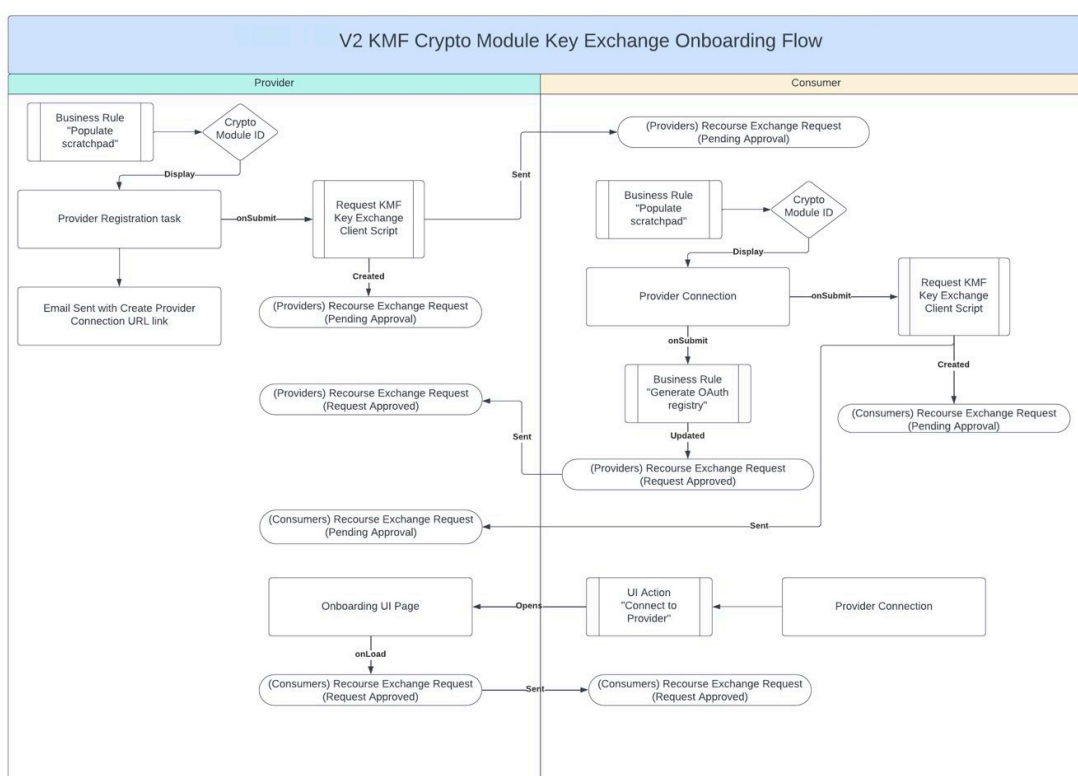 V2 KMF Crypto Module Key Exchange Onboarding Flow
Provider
Consumer
Business Rule
"Populate
scratchpad"
Crypto
Module ID
Display
Provider Registration task
onSubmit
Request KMF
Key Exchange
Client Script
Sent
(Providers) Recourse Exchange Request
(Pending Approval)
Created
(Providers) Recourse Exchange Request
(Pending Approval)
Email Sent with Create Provider
Connection URL link
Business Rule
"Populate
scratchpad"
Crypto
Module ID
Display
Provider Connection
onSubmit
Request KMF
Key Exchange
Client Script
onSubmit
Created
Business Rule
"Generate OAuth
registry"
(Consumers) Recourse Exchange Request
(Pending Approval)
(Providers) Recourse Exchange Request
(Request Approved)
Sent
Updated
(Providers) Recourse Exchange Request
(Request Approved)
(Consumers) Recourse Exchange Request
(Pending Approval)
Sent
Onboarding UI Page
Opens
UI Action
"Connect to
Provider"
Provider Connection
onLoad
(Consumers) Recourse Exchange Request
(Request Approved)
Sent
(Consumers) Recourse Exchange Request
(Request Approved)